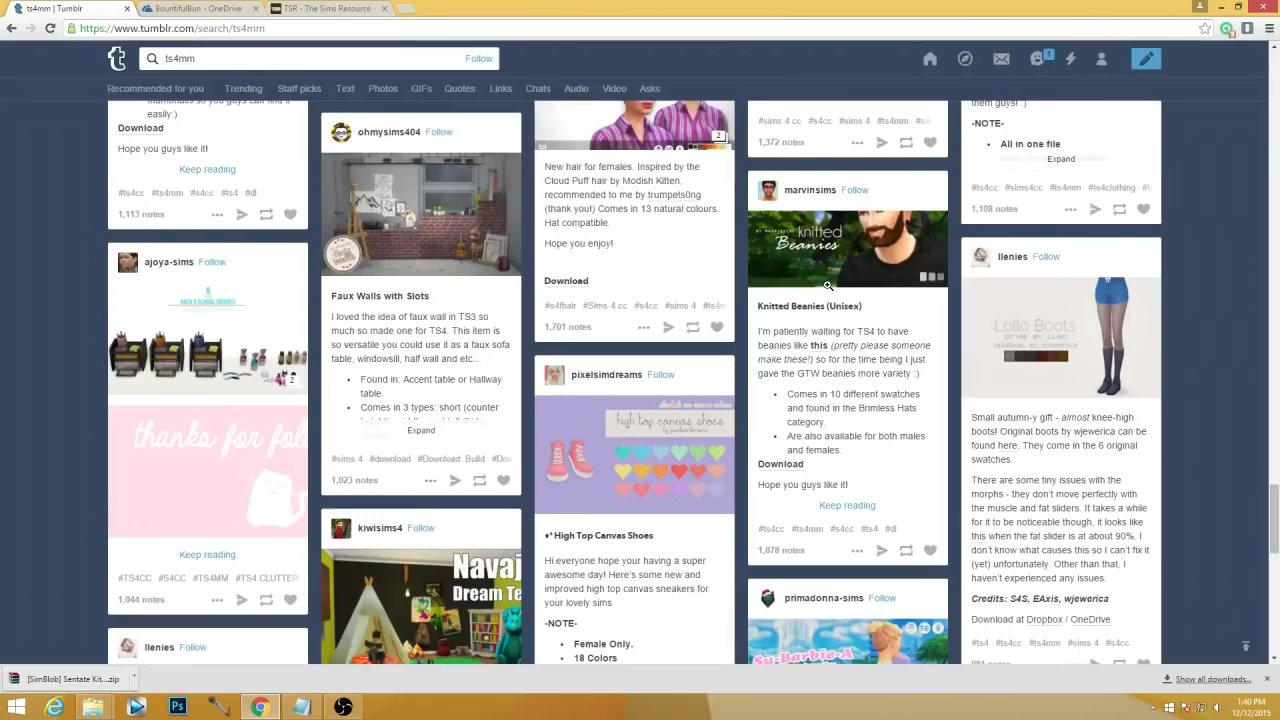 ts4mm | Tumblr
BountifulBun - OneDrive
TSR - The Sims Resource -
https://www.tumblr.com/search/ts4mm
ts4mm
Follow
1
Recommended for you Trending Staff picks Text Photos GIFs Quotes Links Chats Audio Video Asks
easily:)
Download
Hope you guys like it!
Keep reading
#ts4cc #ts4mm #s4cc #ts4 #dl
1,113 notes
ajoya-sims Follow
2
thanks for fol
Keep reading
#TS4CC #S4CC #TS4MM #TS4 CLUTTER
1,044 notes
llenies Follow
ohmysims404 Follow
Faux Walls with Slots
I loved the idea of faux wall in TS3 so
much so made one for TS4. This item is
so versatile you could use it as a faux sofa
table, windowsill, half wall and etc...
• Found in: Accent table or Hallway
table.
• Comes in 3 types: short (counter
Expand
#sims 4 #download #Download: Build #Dow
1,023 notes
kiwisims4 Follow
Navaj
Dream Te
2
New hair for females. Inspired by the
Cloud Puff hair by Modish Kitten,
recommended to me by trumpets0ng
(thank you!) Comes in 13 natural colours.
Hat compatible.
Hope you enjoy!
Download
#s4fhair #Sims 4 cc #s4cc #sims 4 #ts4m
1,701 notes
pixelsimdreams Follow
high top canvas shoes
♦* High Top Canvas Shoes
Hi everyone hope your having a super
awesome day! Here's some new and
improved high top canvas sneakers for
your lovely sims.
-NOTE-
• Female Only,
• 18 Colors
#sims 4 cc #s4cc #sims 4 #ts4mm #s4
1,372 notes
marvinsims Follow
BY MARVINSIMS
knitted
Beanies
Knitted Beanies (Unisex)
I'm patiently waiting for TS4 to have
beanies like this (pretty please someone
make these!) so for the time being I just
gave the GTW beanies more variety :)
• Comes in 10 different swatches
and found in the Brimless Hats
category.
• Are also available for both males
and females.
Download
Hope you guys like it!
Keep reading
#ts4cc #ts4mm #s4cc #ts4 #dl
1,078 notes
primadonna-sims Follow
Su-Barbie-A
them guys! :)
-NOTE-
• All in one file
Expand
#ts4cc #sims4cc #ts4mm #ts4clothing
1,108 notes
llenies Follow
Lollo Boots
Small autumn-y gift - almost knee-high
boots! Original boots by wjewerica can be
found here. They come in the 6 original
swatches.
There are some tiny issues with the
morphs - they don't move perfectly with
the muscle and fat sliders. It takes a while
for it to be noticeable though, it looks like
this when the fat slider is at about 90%. I
don't know what causes this so I can't fix it
(yet) unfortunately. Other than that, I
haven't experienced any issues.
Credits: S4S, EAxis, wjewerica
Download at Dropbox / OneDrive
#ts4 #ts4cc #ts4mm #sims 4 #s4cc
[SimBlob] Sentate Kit....zip
Show all downloads...
Ps
1:40 PM
12/12/2015